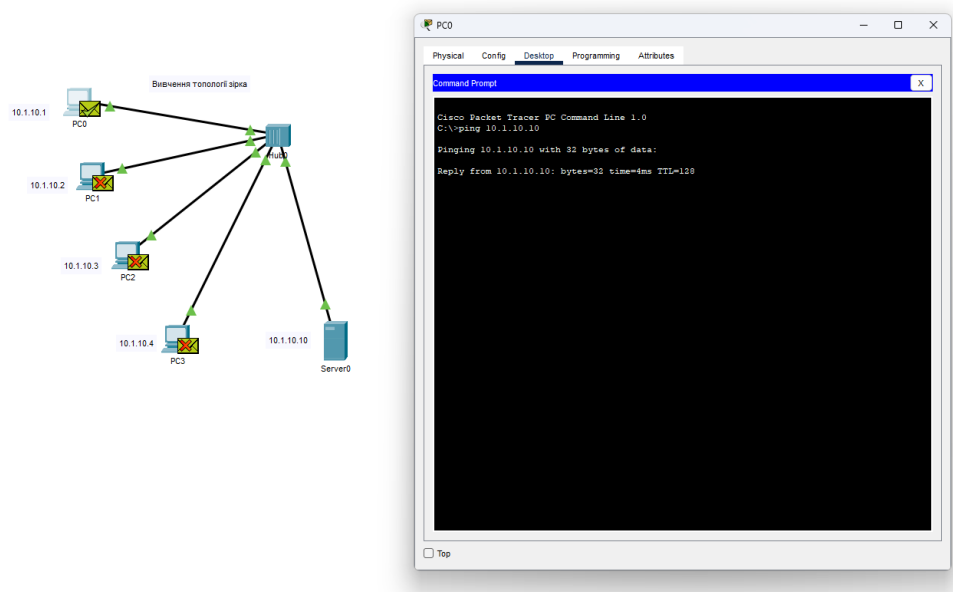 Вивчення топології зірка
10.1.10.1
PC0
Hub0
10.1.10.2
PC1
10.1.10.3
PC2
10.1.10.4
PC3
10.1.10.10
Server0
PC0
Physical Config Desktop Programming Attributes
Command Prompt X
Cisco Packet Tracer PC Command Line 1.0
C:\>ping 10.1.10.10
Pinging 10.1.10.10 with 32 bytes of data:
Reply from 10.1.10.10: bytes=32 time=4ms TTL=128
Top